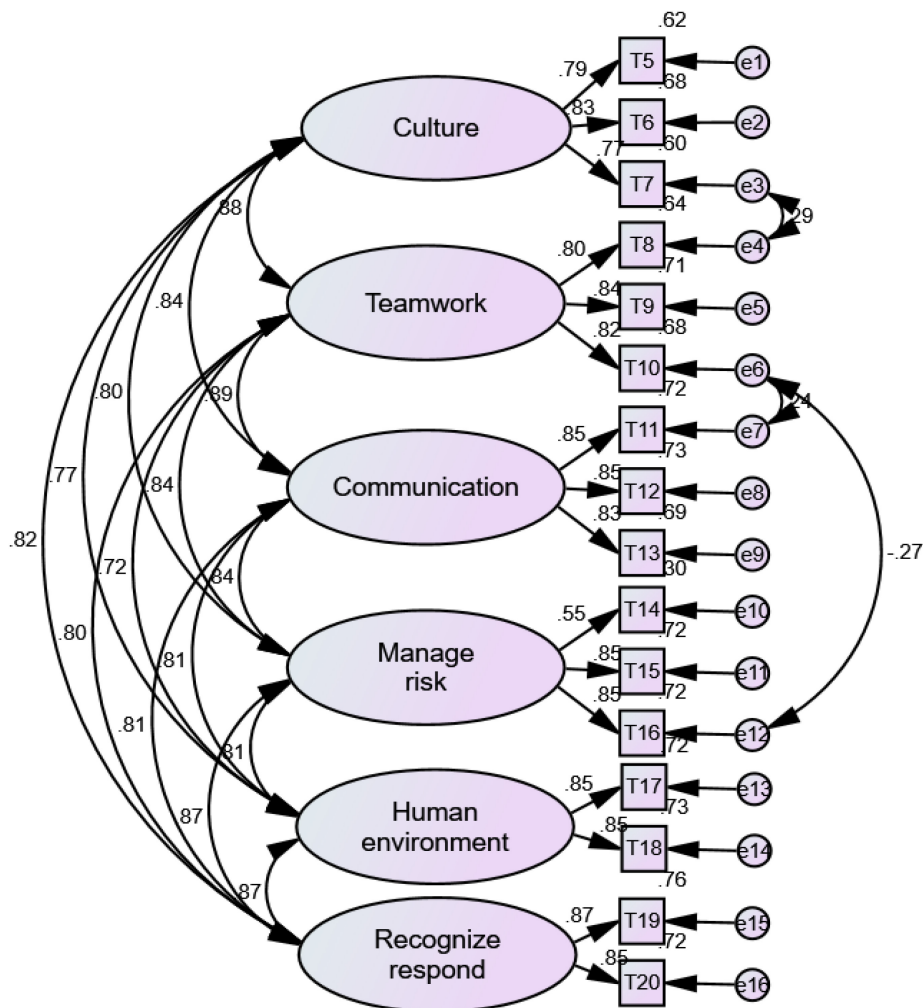 .62
T5
e1
.79
.68
Culture
.83
T6
e2
.60
.77
T7
e3
.64
.88
.29
T8
e4
.80
.71
Teamwork
.84
T9
e5
.84
.68
.82
T10
e6
.72
.80
.89
.24
T11
e7
.85
.73
.77
.84
Communication
.85
T12
e8
.69
.83
.82
T13
e9
-.27
.30
.72
.84
T14
e10
.55
.72
.80
Manage
risk
.81
.85
T15
e11
.72
.85
.81
T16
e12
.72
.81
.87
Human
environment
.85
T17
e13
.73
.85
T18
e14
.76
.87
Recognize
respond
.87
T19
e15
.72
.85
T20
e16